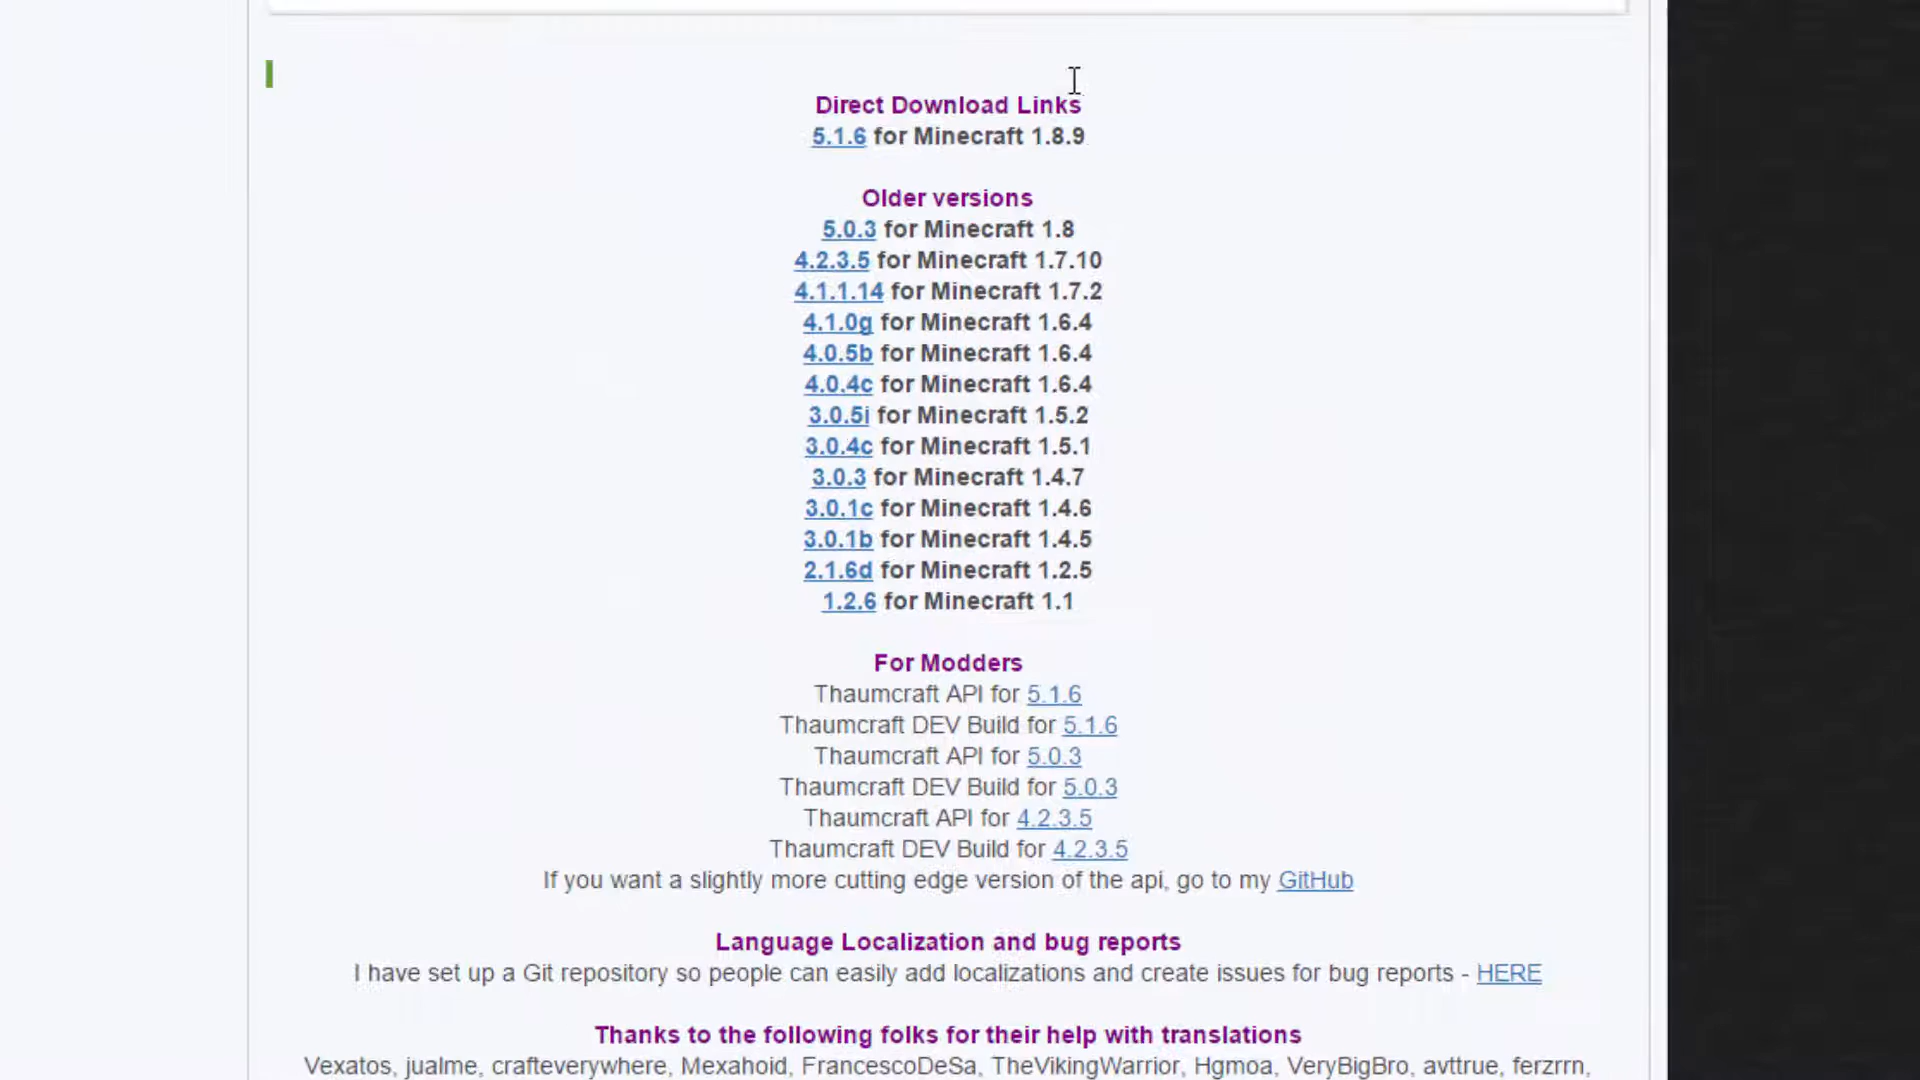 Direct Download Links
5.1.6 for Minecraft 1.8.9
Older versions
5.0.3 for Minecraft 1.8
4.2.3.5 for Minecraft 1.7.10
4.1.1.14 for Minecraft 1.7.2
4.1.0g for Minecraft 1.6.4
4.0.5b for Minecraft 1.6.4
4.0.4c for Minecraft 1.6.4
3.0.5i for Minecraft 1.5.2
3.0.4c for Minecraft 1.5.1
3.0.3 for Minecraft 1.4.7
3.0.1c for Minecraft 1.4.6
3.0.1b for Minecraft 1.4.5
2.1.6d for Minecraft 1.2.5
1.2.6 for Minecraft 1.1
For Modders
Thaumcraft API for 5.1.6
Thaumcraft DEV Build for 5.1.6
Thaumcraft API for 5.0.3
Thaumcraft DEV Build for 5.0.3
Thaumcraft API for 4.2.3.5
Thaumcraft DEV Build for 4.2.3.5
If you want a slightly more cutting edge version of the api, go to my GitHub
Language Localization and bug reports
I have set up a Git repository so people can easily add localizations and create issues for bug reports - HERE
Thanks to the following folks for their help with translations
Vexatos, jualme, crafteverywhere, Mexahoid, FrancescoDeSa, TheVikingWarrior, Hgmoa, VeryBigBro, avttrue, ferzrrn,